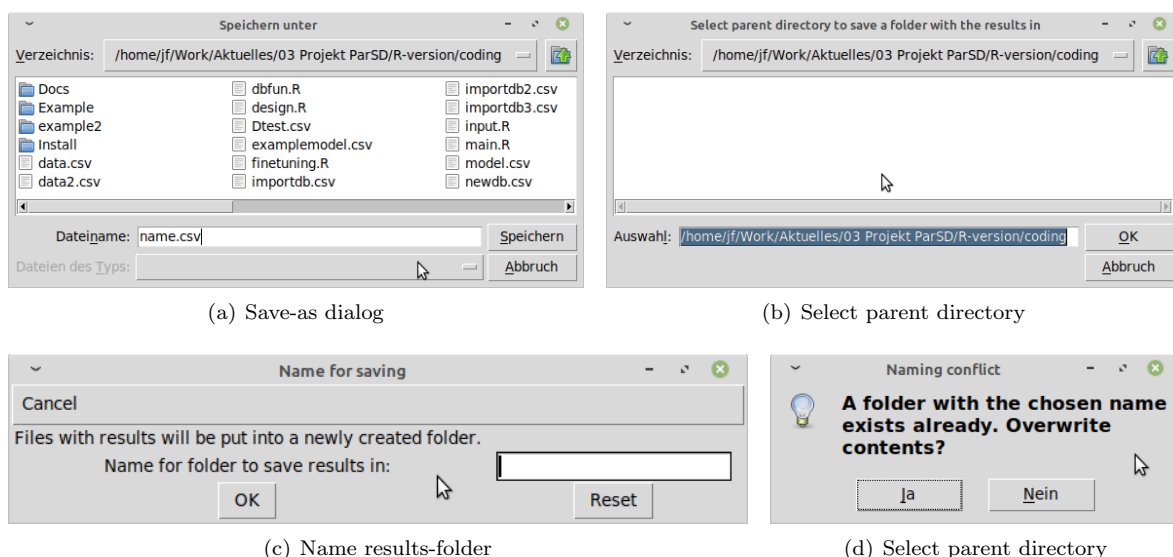 Speichern unter
Verzeichnis: /home/jf/Work/Aktuelles/03 Projekt ParSD/R-version/coding
Docs dbfun.R importdb2.csv
Example design.R importdb3.csv
example2 Dtest.csv input.R
Install examplemodel.csv main.R
data.csv finetuning.R model.csv
data2.csv importdb.csv newdb.csv
Dateiname: name.csv Speichern
Dateien des Typs: Abbruch
(a) Save-as dialog
Select parent directory to save a folder with the results in
Verzeichnis: /home/jf/Work/Aktuelles/03 Projekt ParSD/R-version/coding
Auswahl: /home/jf/Work/Aktuelles/03 Projekt ParSD/R-version/coding OK
Abbruch
(b) Select parent directory
Name for saving
Cancel
Files with results will be put into a newly created folder.
Name for folder to save results in:
OK Reset
(c) Name results-folder
Naming conflict
A folder with the chosen name
exists already. Overwrite
contents?
Ja Nein
(d) Select parent directory